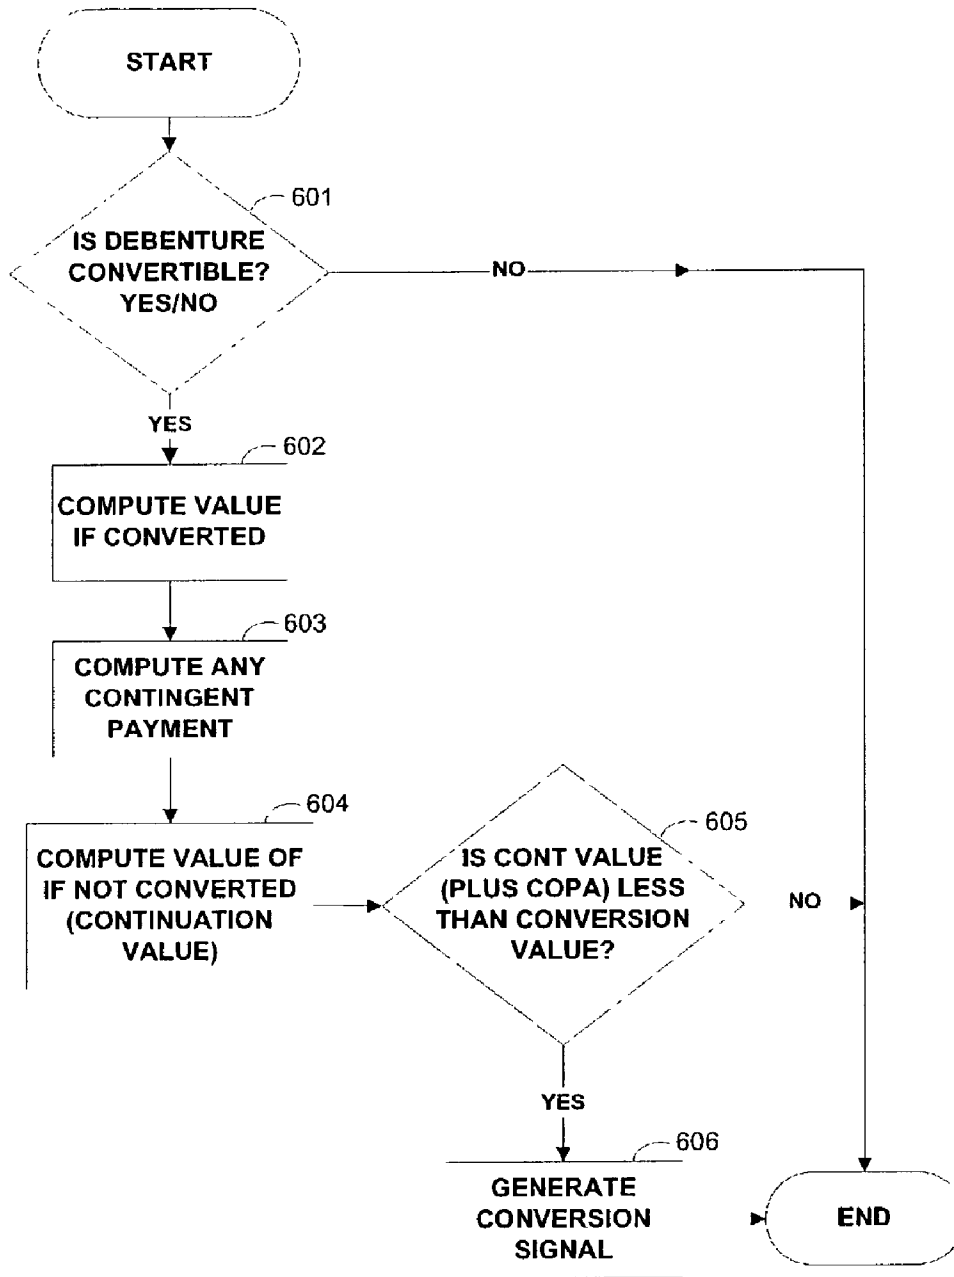 START
601
IS DEBENTURE
CONVERTIBLE?
YES/NO
NO
YES
602
COMPUTE VALUE
IF CONVERTED
603
COMPUTE ANY
CONTINGENT
PAYMENT
604
COMPUTE VALUE OF
IF NOT CONVERTED
(CONTINUATION
VALUE)
605
IS CONT VALUE
(PLUS COPA) LESS
THAN CONVERSION
VALUE?
NO
YES
606
GENERATE
CONVERSION
SIGNAL
END